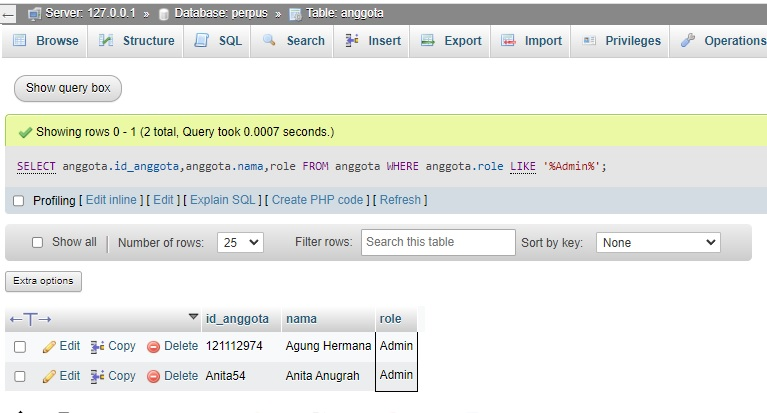 Server: 127.0.0.1 » Database: perpus » Table: anggota
Browse Structure SQL Search Insert Export Import Privileges Operations
Show query box
Showing rows 0 - 1 (2 total, Query took 0.0007 seconds.)
SELECT anggota.id_anggota,anggota.nama,role FROM anggota WHERE anggota.role LIKE '%Admin%';
Profiling [ Edit inline ] [ Edit ] [ Explain SQL ] [ Create PHP code ] [ Refresh ]
Show all Number of rows: 25 Filter rows: Search this table Sort by key: None
Extra options
←T→ id_anggota nama role
Edit Copy Delete 121112974 Agung Hermana Admin
Edit Copy Delete Anita54 Anita Anugrah Admin